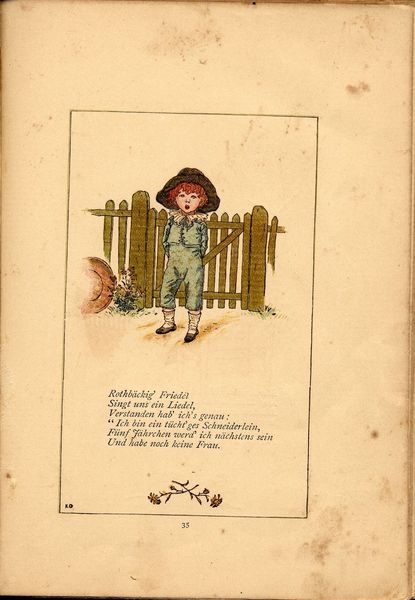 Rothbäckig' Friedel
Singt uns ein Liedel,
Verstanden hab' ich's genau:
“Ich bin ein tücht'ges Schneiderlein,
Fünf Jährchen werd' ich nächstens sein
Und habe noch keine Frau.
35